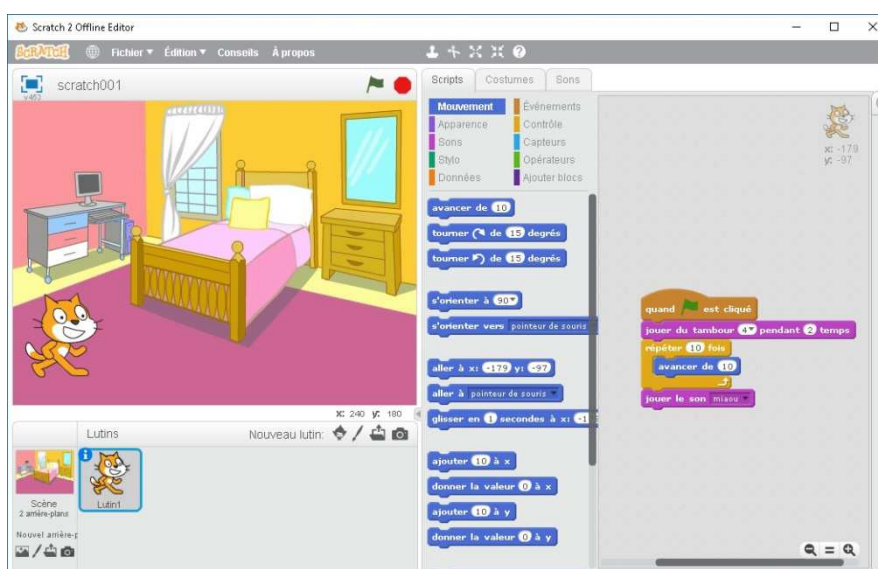 Scratch 2 Offline Editor
SCRATCH Fichier Édition Conseils À propos
scratch001
v463
X: 240 y: 180
Lutins
Nouveau lutin:
Scène
2 arrière-plans
Nouvel arrière-p
Lutin1
Scripts Costumes Sons
Mouvement Événements
Apparence Contrôle
Sons Capteurs
Stylo Opérateurs
Données Ajouter blocs
avancer de 10
tourner de 15 degrés
tourner de 15 degrés
s'orienter à 90
s'orienter vers pointeur de souris
aller à x: -179 y: -97
aller à pointeur de souris
glisser en 1 secondes à x: -1
ajouter 10 à x
donner la valeur 0 à x
ajouter 10 à y
donner la valeur 0 à y
x: -179
y: -97
quand est cliqué
jouer du tambour 4 pendant 2 temps
répéter 10 fois
avancer de 10
jouer le son miaou